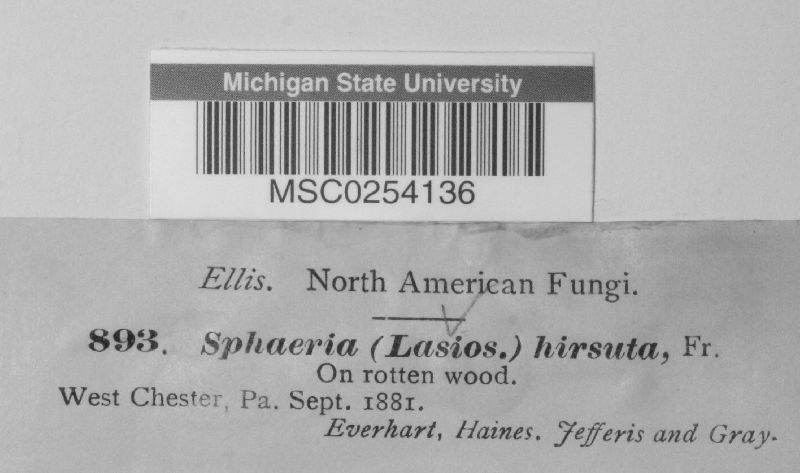 Michigan State University
MSC0254136
Ellis. North American Fungi.
893. Sphaeria (Lasios.) hirsuta, Fr.
On rotten wood.
West Chester, Pa. Sept. 1881.
Everhart, Haines. Jefferis and Gray.